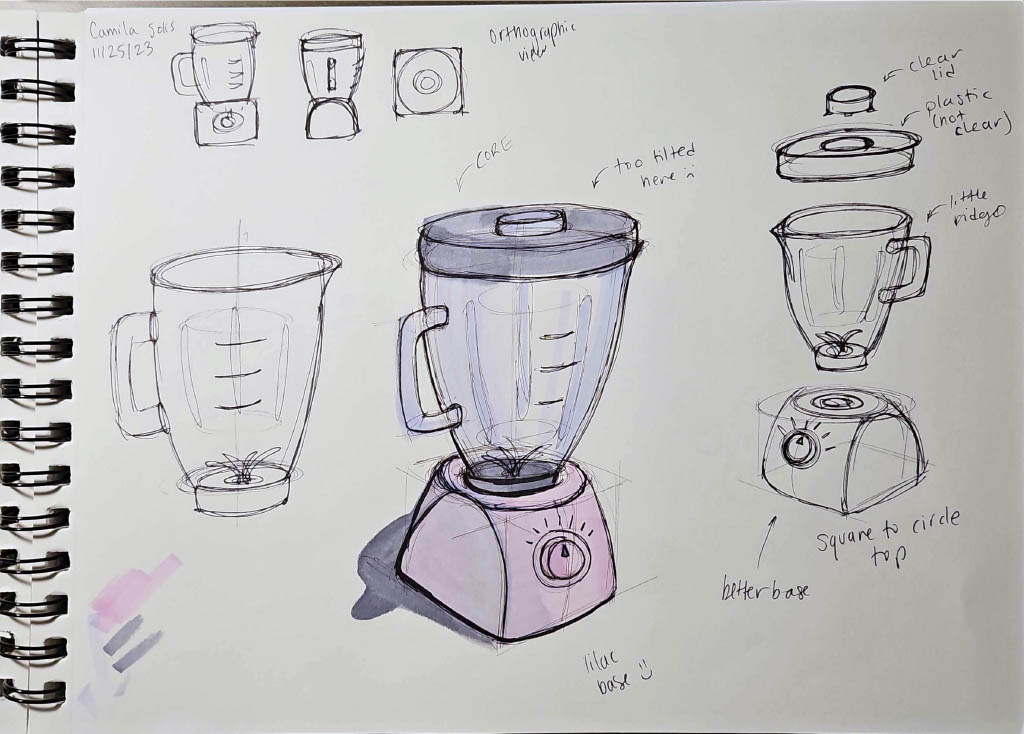 Camila Solis
11/25/23
orthographic
view
clear
lid
plastic
(not
clear)
CORE
too tilted
here :(
little
ridge
square to circle
top
better base
lilac
base :)